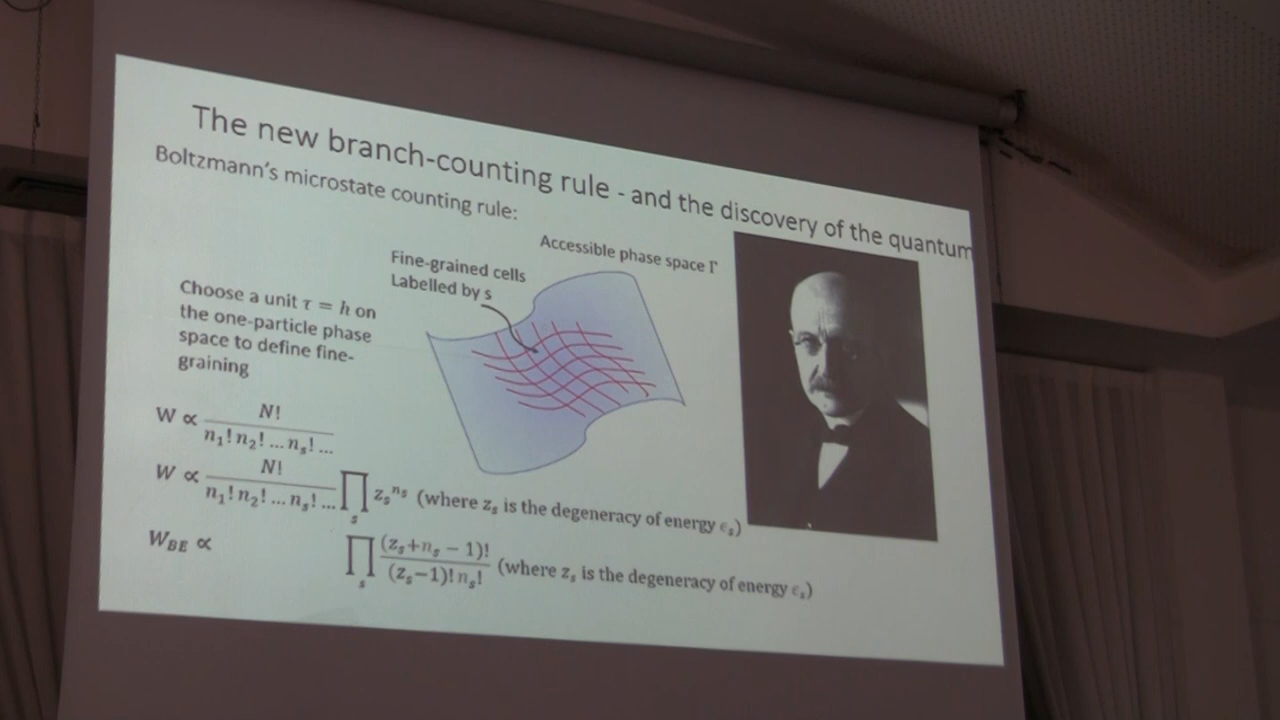 The new branch-counting rule - and the discovery of the quantum
Boltzmann's microstate counting rule:
Accessible phase space Γ
Fine-grained cells
Labelled by s
Choose a unit τ = h on
the one-particle phase
space to define fine-
graining
W ∝ N! / n₁! n₂! ... nₛ! ...
W ∝ N! / n₁! n₂! ... nₛ! ... ∏ₛ zₛⁿˢ (where zₛ is the degeneracy of energy ϵₛ)
W_BE ∝ ∏ₛ (zₛ+nₛ − 1)! / (zₛ−1)! nₛ! (where zₛ is the degeneracy of energy ϵₛ)